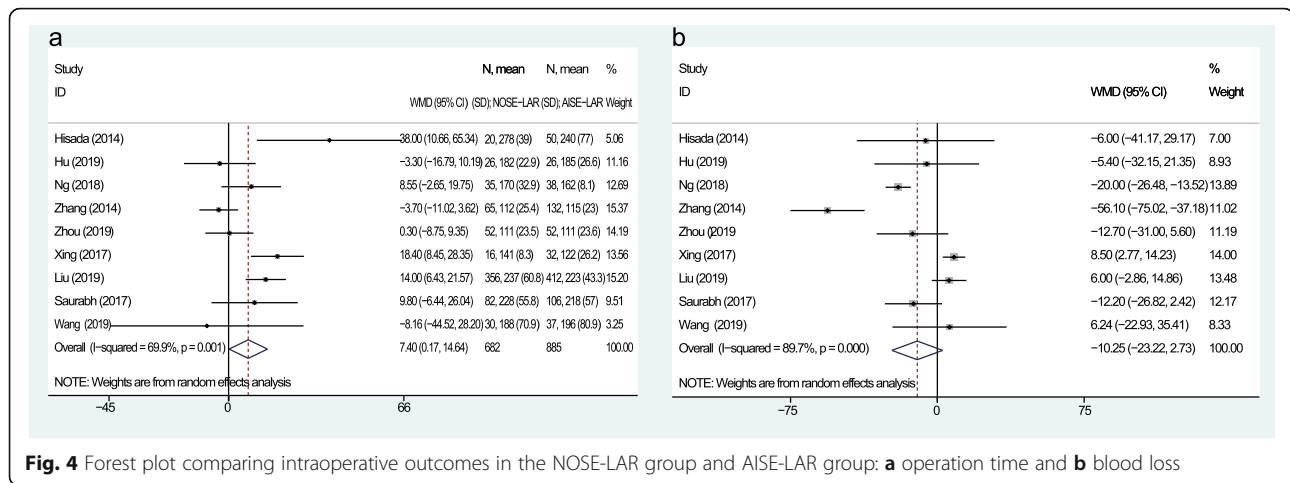 a
Study N, mean N, mean %
ID WMD (95% CI) (SD); NOSE−LAR (SD); AISE−LAR Weight
Hisada (2014) 38.00 (10.66, 65.34) 20, 278 (39) 50, 240 (77) 5.06
Hu (2019) −3.30 (−16.79, 10.19) 26, 182 (22.9) 26, 185 (26.6) 11.16
Ng (2018) 8.55 (−2.65, 19.75) 35, 170 (32.9) 38, 162 (8.1) 12.69
Zhang (2014) −3.70 (−11.02, 3.62) 65, 112 (25.4) 132, 115 (23) 15.37
Zhou (2019) 0.30 (−8.75, 9.35) 52, 111 (23.5) 52, 111 (23.6) 14.19
Xing (2017) 18.40 (8.45, 28.35) 16, 141 (8.3) 32, 122 (26.2) 13.56
Liu (2019) 14.00 (6.43, 21.57) 356, 237 (60.8) 412, 223 (43.3) 15.20
Saurabh (2017) 9.80 (−6.44, 26.04) 82, 228 (55.8) 106, 218 (57) 9.51
Wang (2019) −8.16 (−44.52, 28.20) 30, 188 (70.9) 37, 196 (80.9) 3.25
Overall (I−squared = 69.9%, p = 0.001) 7.40 (0.17, 14.64) 682 885 100.00
NOTE: Weights are from random effects analysis
−45 0 66
b
Study %
ID WMD (95% CI) Weight
Hisada (2014) −6.00 (−41.17, 29.17) 7.00
Hu (2019) −5.40 (−32.15, 21.35) 8.93
Ng (2018) −20.00 (−26.48, −13.52) 13.89
Zhang (2014) −56.10 (−75.02, −37.18) 11.02
Zhou (2019 −12.70 (−31.00, 5.60) 11.19
Xing (2017) 8.50 (2.77, 14.23) 14.00
Liu (2019) 6.00 (−2.86, 14.86) 13.48
Saurabh (2017) −12.20 (−26.82, 2.42) 12.17
Wang (2019) 6.24 (−22.93, 35.41) 8.33
Overall (I−squared = 89.7%, p = 0.000) −10.25 (−23.22, 2.73) 100.00
NOTE: Weights are from random effects analysis
−75 0 75
Fig. 4 Forest plot comparing intraoperative outcomes in the NOSE-LAR group and AISE-LAR group: a operation time and b blood loss